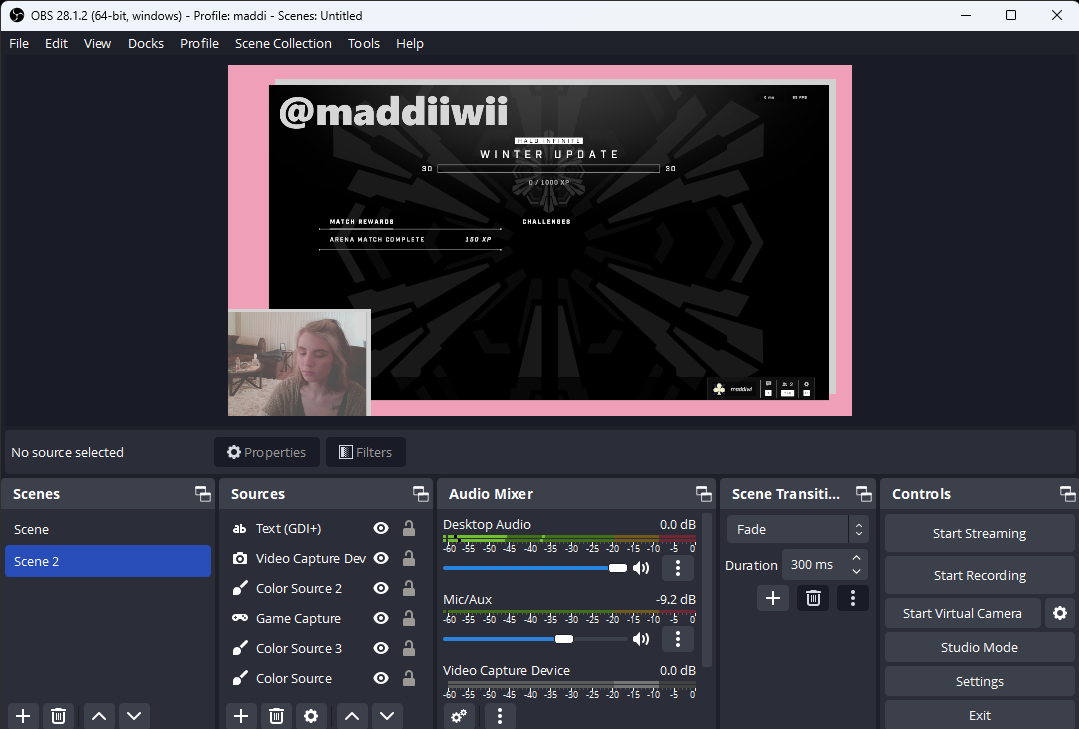 OBS 28.1.2 (64-bit, windows) - Profile: maddi - Scenes: Untitled
File Edit View Docks Profile Scene Collection Tools Help
@maddiiwii
0 ms 85 FPS
HALO INFINITE
WINTER UPDATE
30 30
0 / 1000 XP
MATCH REWARDS CHALLENGES
ARENA MATCH COMPLETE 150 XP
maddiwi
No source selected Properties Filters
Scenes
Scene
Scene 2
Sources
Text (GDI+)
Video Capture Dev
Color Source 2
Game Capture
Color Source 3
Color Source
Audio Mixer
Desktop Audio 0.0 dB
-60 -55 -50 -45 -40 -35 -30 -25 -20 -15 -10 -5 0
Mic/Aux -9.2 dB
-60 -55 -50 -45 -40 -35 -30 -25 -20 -15 -10 -5 0
Video Capture Device 0.0 dB
-60 -55 -50 -45 -40 -35 -30 -25 -20 -15 -10 -5 0
Scene Transiti...
Fade
Duration 300 ms
Controls
Start Streaming
Start Recording
Start Virtual Camera
Studio Mode
Settings
Exit